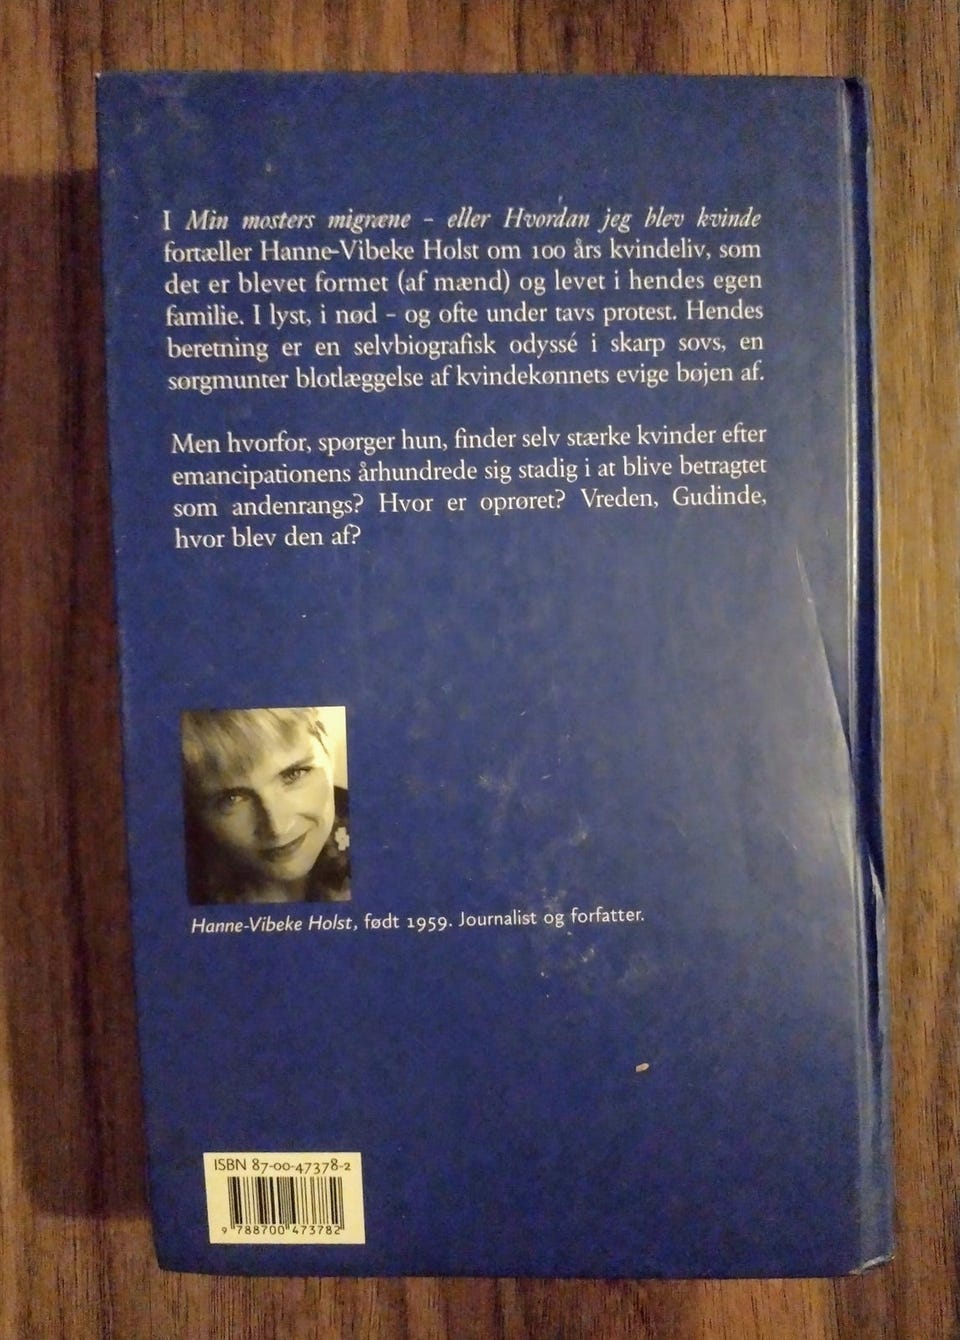 I Min mosters migræne – eller Hvordan jeg blev kvinde
fortæller Hanne-Vibeke Holst om 100 års kvindeliv, som
det er blevet formet (af mænd) og levet i hendes egen
familie. I lyst, i nød – og ofte under tavs protest. Hendes
beretning er en selvbiografisk odyssé i skarp sovs, en
sørgmunter blotlæggelse af kvindekønnets evige bøjen af.
Men hvorfor, spørger hun, finder selv stærke kvinder efter
emancipationens århundrede sig stadig i at blive betragtet
som andenrangs? Hvor er oprøret? Vreden, Gudinde,
hvor blev den af?
Hanne-Vibeke Holst, født 1959. Journalist og forfatter.
ISBN 87-00-47378-2
9 788700 473782